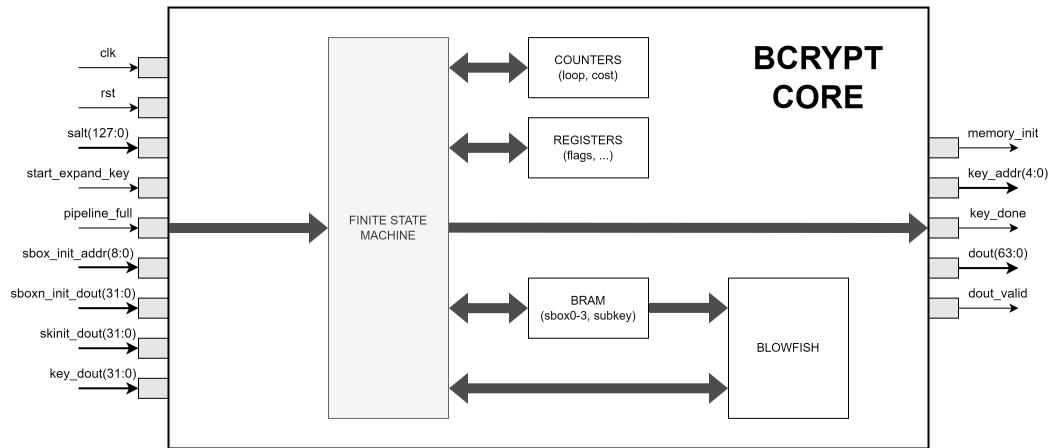 clk
rst
salt(127:0)
start_expand_key
pipeline_full
sbox_init_addr(8:0)
sboxn_init_dout(31:0)
skinit_dout(31:0)
key_dout(31:0)
FINITE STATE
MACHINE
COUNTERS
(loop, cost)
REGISTERS
(flags, ...)
BRAM
(sbox0-3, subkey)
BLOWFISH
BCRYPT
CORE
memory_init
key_addr(4:0)
key_done
dout(63:0)
dout_valid